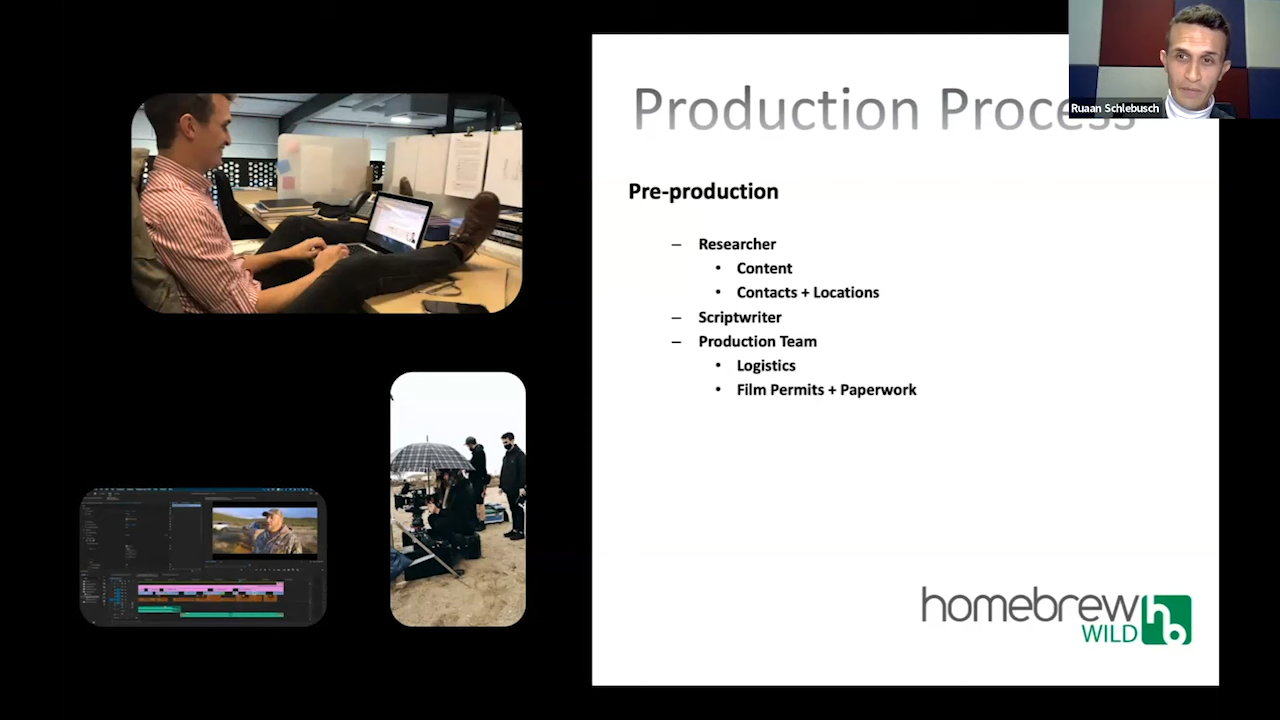 Production Process
Ruaan Schlebusch
Pre-production
– Researcher
• Content
• Contacts + Locations
– Scriptwriter
– Production Team
• Logistics
• Film Permits + Paperwork
homebrew
WILD
hb